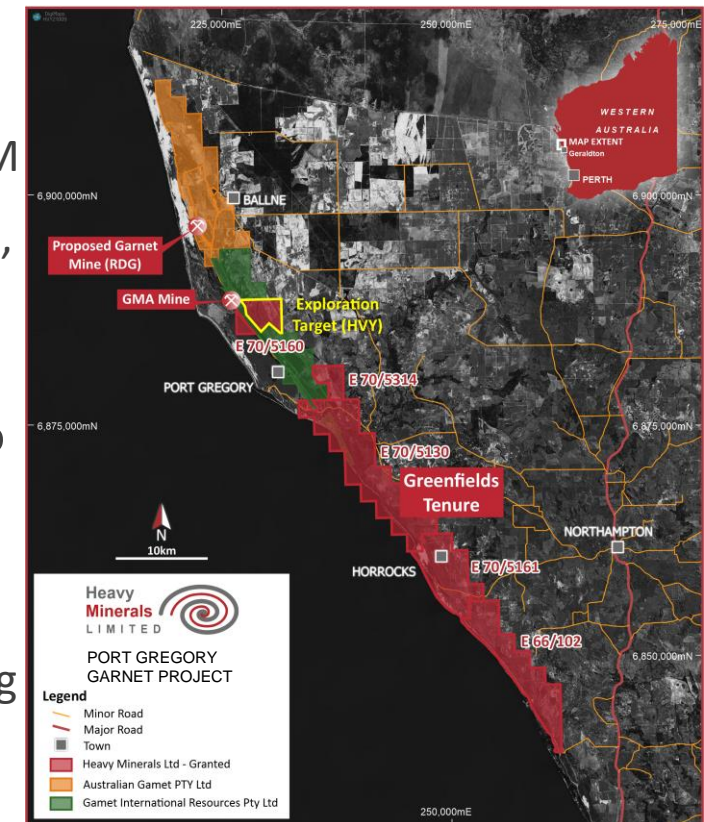 M
,
o
g
225,000mE
250,000mE
275,000mE
WESTERN
AUSTRALIA
MAP EXTENT
Geraldton
PERTH
6,900,000mN
6,900,000mN
BALLNE
Proposed Garnet
Mine (RDG)
GMA Mine
Exploration
Target (HVY)
E 70/5160
PORT GREGORY
E 70/5314
6,875,000mN
6,875,000mN
E 70/5130
Greenfields
Tenure
N
10km
NORTHAMPTON
HORROCKS
E 70/5161
E 66/102
6,850,000mN
Heavy
Minerals
LIMITED
PORT GREGORY
GARNET PROJECT
Legend
Minor Road
Major Road
Town
Heavy Minerals Ltd - Granted
Australian Gamet PTY Ltd
Gamet International Resources Pty Ltd
250,000mE